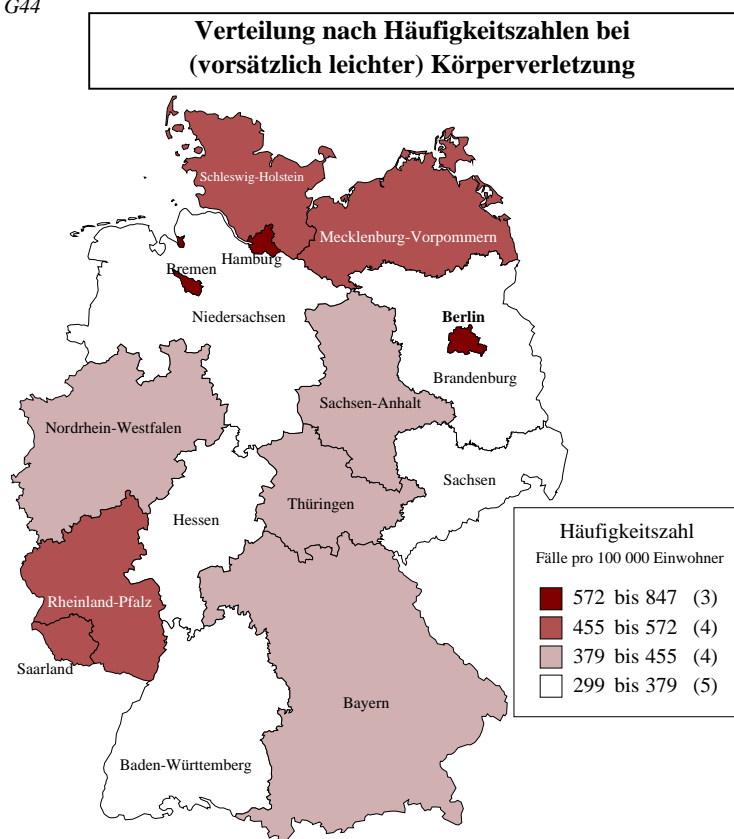 G44
Verteilung nach Häufigkeitszahlen bei
(vorsätzlich leichter) Körperverletzung
Schleswig-Holstein
Mecklenburg-Vorpommern
Hamburg
Bremen
Niedersachsen
Berlin
Brandenburg
Sachsen-Anhalt
Nordrhein-Westfalen
Sachsen
Thüringen
Hessen
Rheinland-Pfalz
Saarland
Bayern
Baden-Württemberg
Häufigkeitszahl
Fälle pro 100 000 Einwohner
572 bis 847 (3)
455 bis 572 (4)
379 bis 455 (4)
299 bis 379 (5)